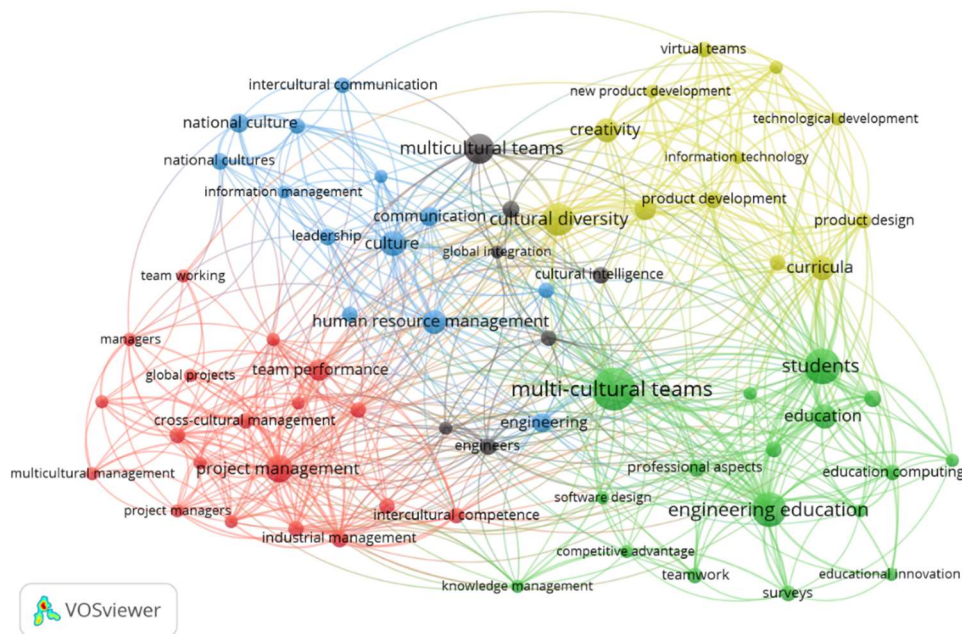 virtual teams
intercultural communication
new product development
technological development
national culture
creativity
multicultural teams
information technology
national cultures
information management
product development
communication
cultural diversity
product design
leadership
culture
global integration
team working
cultural intelligence
curricula
human resource management
managers
students
team performance
global projects
multi-cultural teams
cross-cultural management
engineering
education
engineers
project management
professional aspects
education computing
multicultural management
software design
project managers
intercultural competence
engineering education
industrial management
competitive advantage
knowledge management
teamwork
educational innovation
surveys
VOSviewer